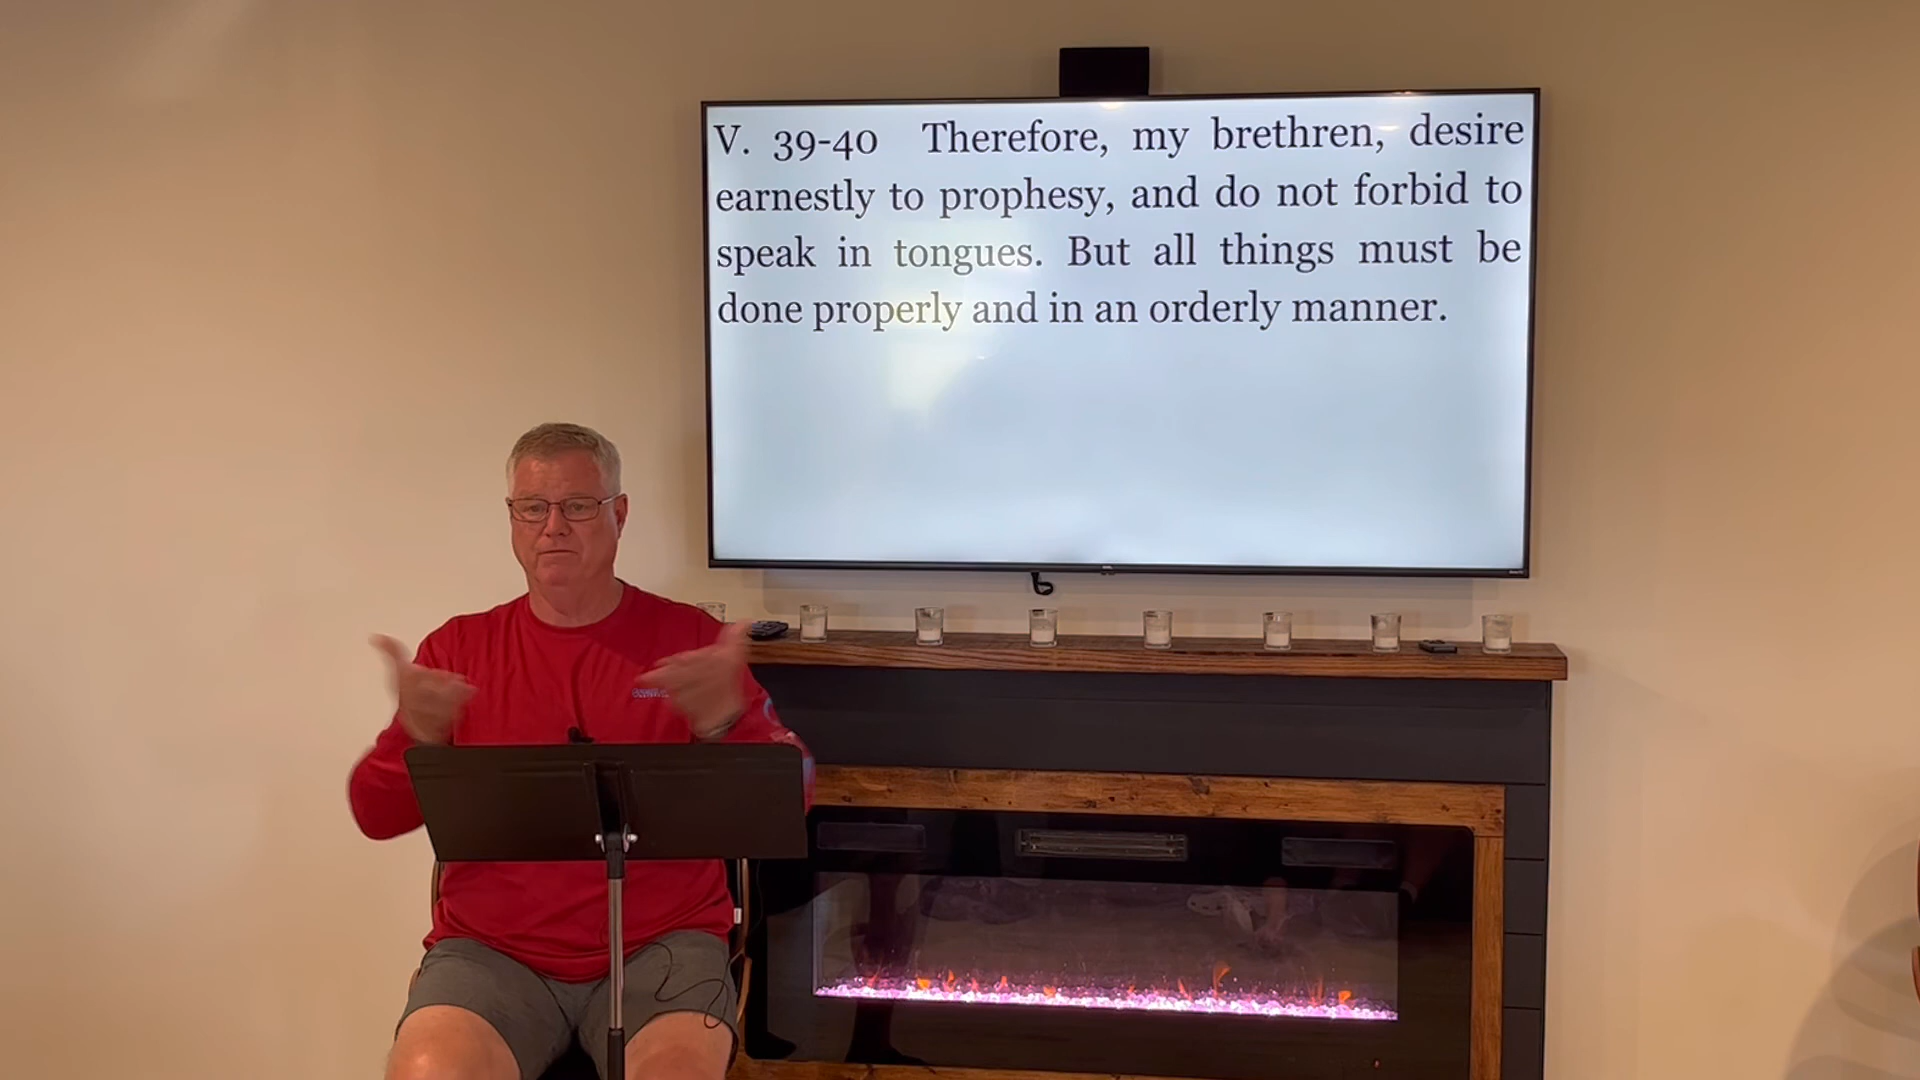 V. 39-40 Therefore, my brethren, desire
earnestly to prophesy, and do not forbid to
speak in tongues. But all things must be
done properly and in an orderly manner.